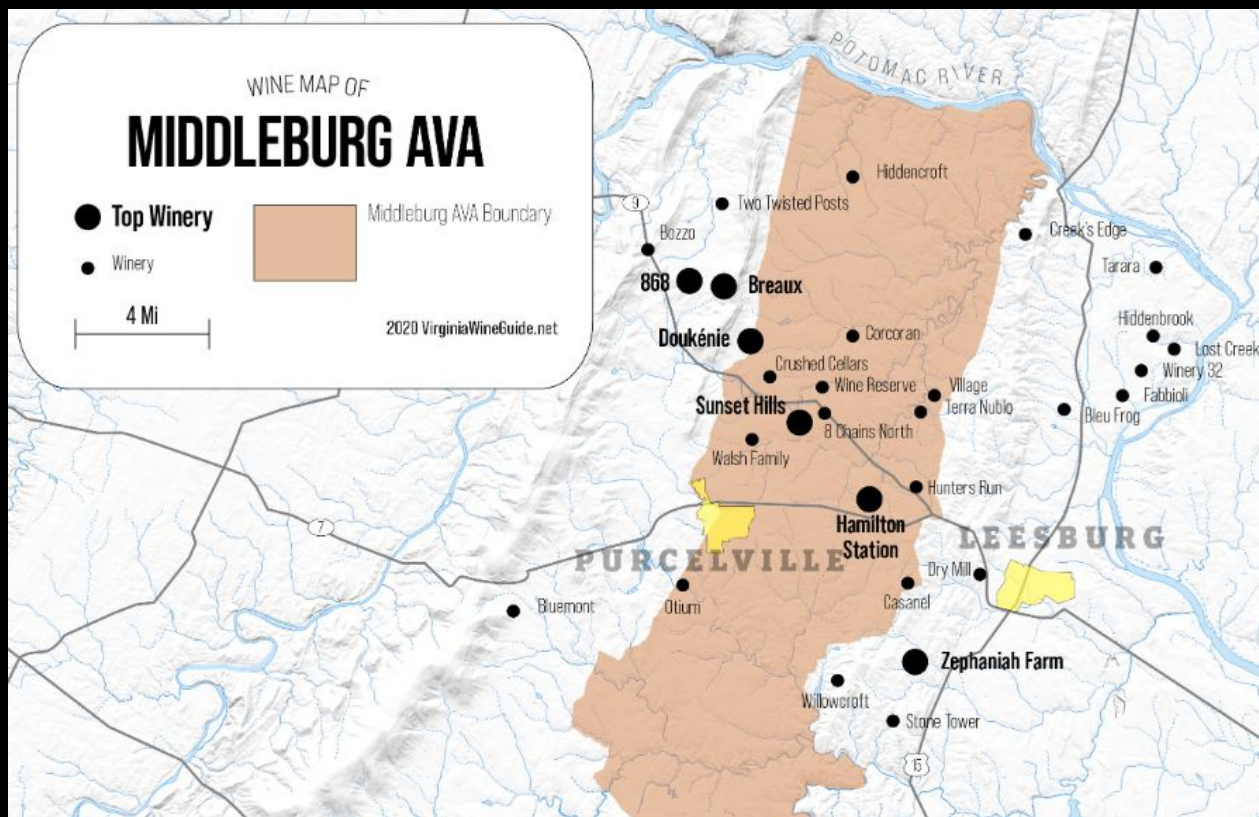 WINE MAP OF
MIDDLEBURG AVA
Top Winery
Middleburg AVA Boundary
Winery
4 Mi
2020 VirginiaWineGuide.net
POTOMAC RIVER
Hiddencroft
9
Two Twisted Posts
Bozzo
Creek's Edge
Tarara
868
Breaux
Hiddenbrook
Doukénie
Corcoran
Lost Creek
Crushed Cellars
Winery 32
Wine Reserve
Village
Fabbioli
Sunset Hills
Terra Nublo
Bleu Frog
8 Chains North
Walsh Family
Hunters Run
7
Hamilton
Station
LEESBURG
PURCELVILLE
Dry Mill
Otium
Casanel
Bluemont
Zephaniah Farm
Willowcroft
Stone Tower
15